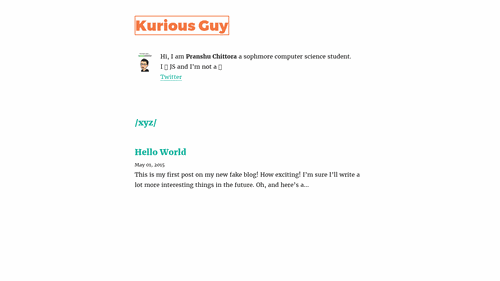 Kurious Guy
Hi, I am Pranshu Chittora a sophmore computer science student.
I ▯ JS and I'm not a ▯
Twitter
/xyz/
Hello World
May 01, 2015
This is my first post on my new fake blog! How exciting! I'm sure I'll write a
lot more interesting things in the future. Oh, and here's a...